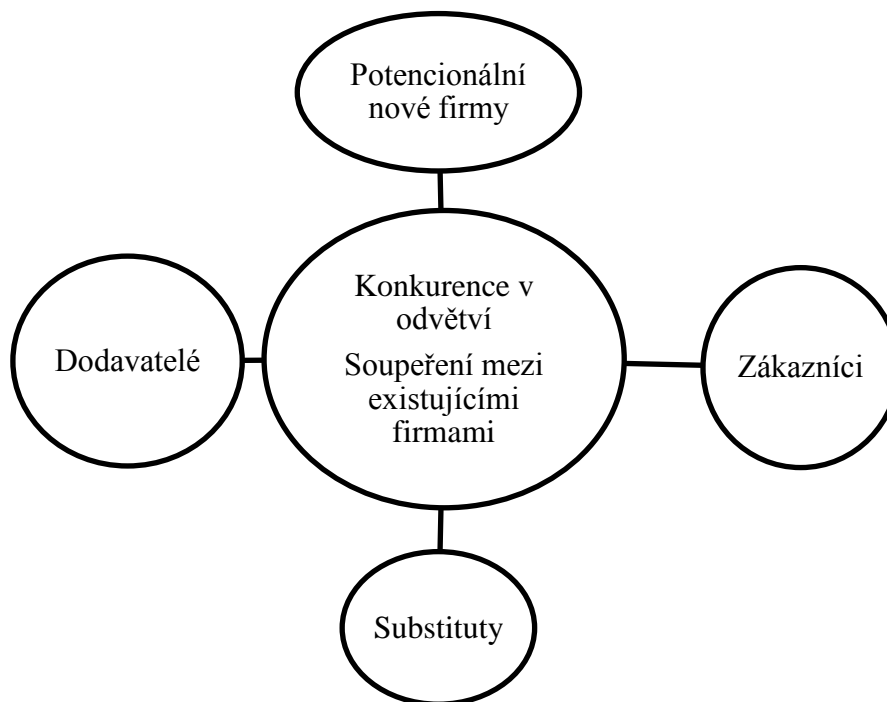 Potencionální
nové firmy
Konkurence v
odvětví
Soupeření mezi
existujícími
firmami
Dodavatelé
Zákazníci
Substituty